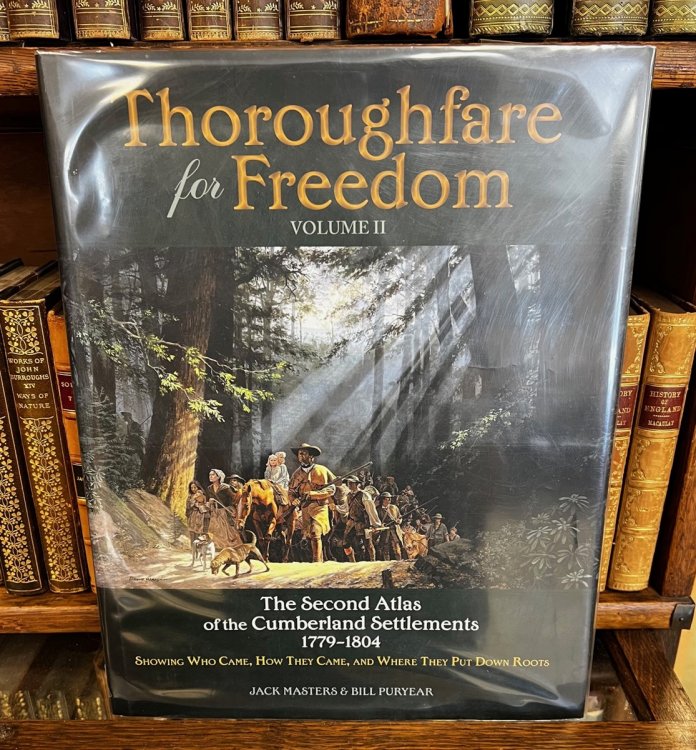 Thoroughfare
for Freedom
VOLUME II
The Second Atlas
of the Cumberland Settlements
1779–1804
SHOWING WHO CAME, HOW THEY CAME, AND WHERE THEY PUT DOWN ROOTS
JACK MASTERS & BILL PURYEAR
WORKS OF
JOHN
BURROUGHS
XIV
WAYS OF
NATURE
HISTORY
OF
ENGLAND
MACAULAY